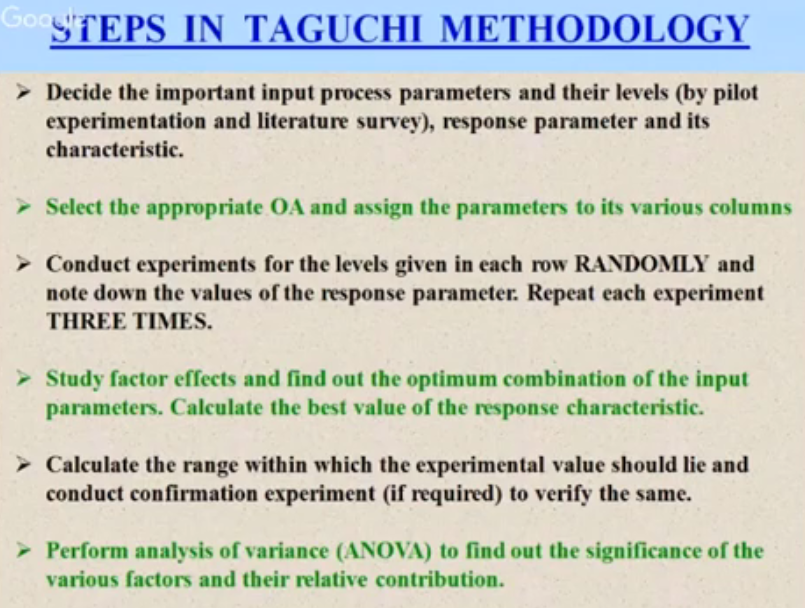 Google
STEPS IN TAGUCHI METHODOLOGY
➤ Decide the important input process parameters and their levels (by pilot
experimentation and literature survey), response parameter and its
characteristic.
➤ Select the appropriate OA and assign the parameters to its various columns
➤ Conduct experiments for the levels given in each row RANDOMLY and
note down the values of the response parameter. Repeat each experiment
THREE TIMES.
➤ Study factor effects and find out the optimum combination of the input
parameters. Calculate the best value of the response characteristic.
➤ Calculate the range within which the experimental value should lie and
conduct confirmation experiment (if required) to verify the same.
➤ Perform analysis of variance (ANOVA) to find out the significance of the
various factors and their relative contribution.